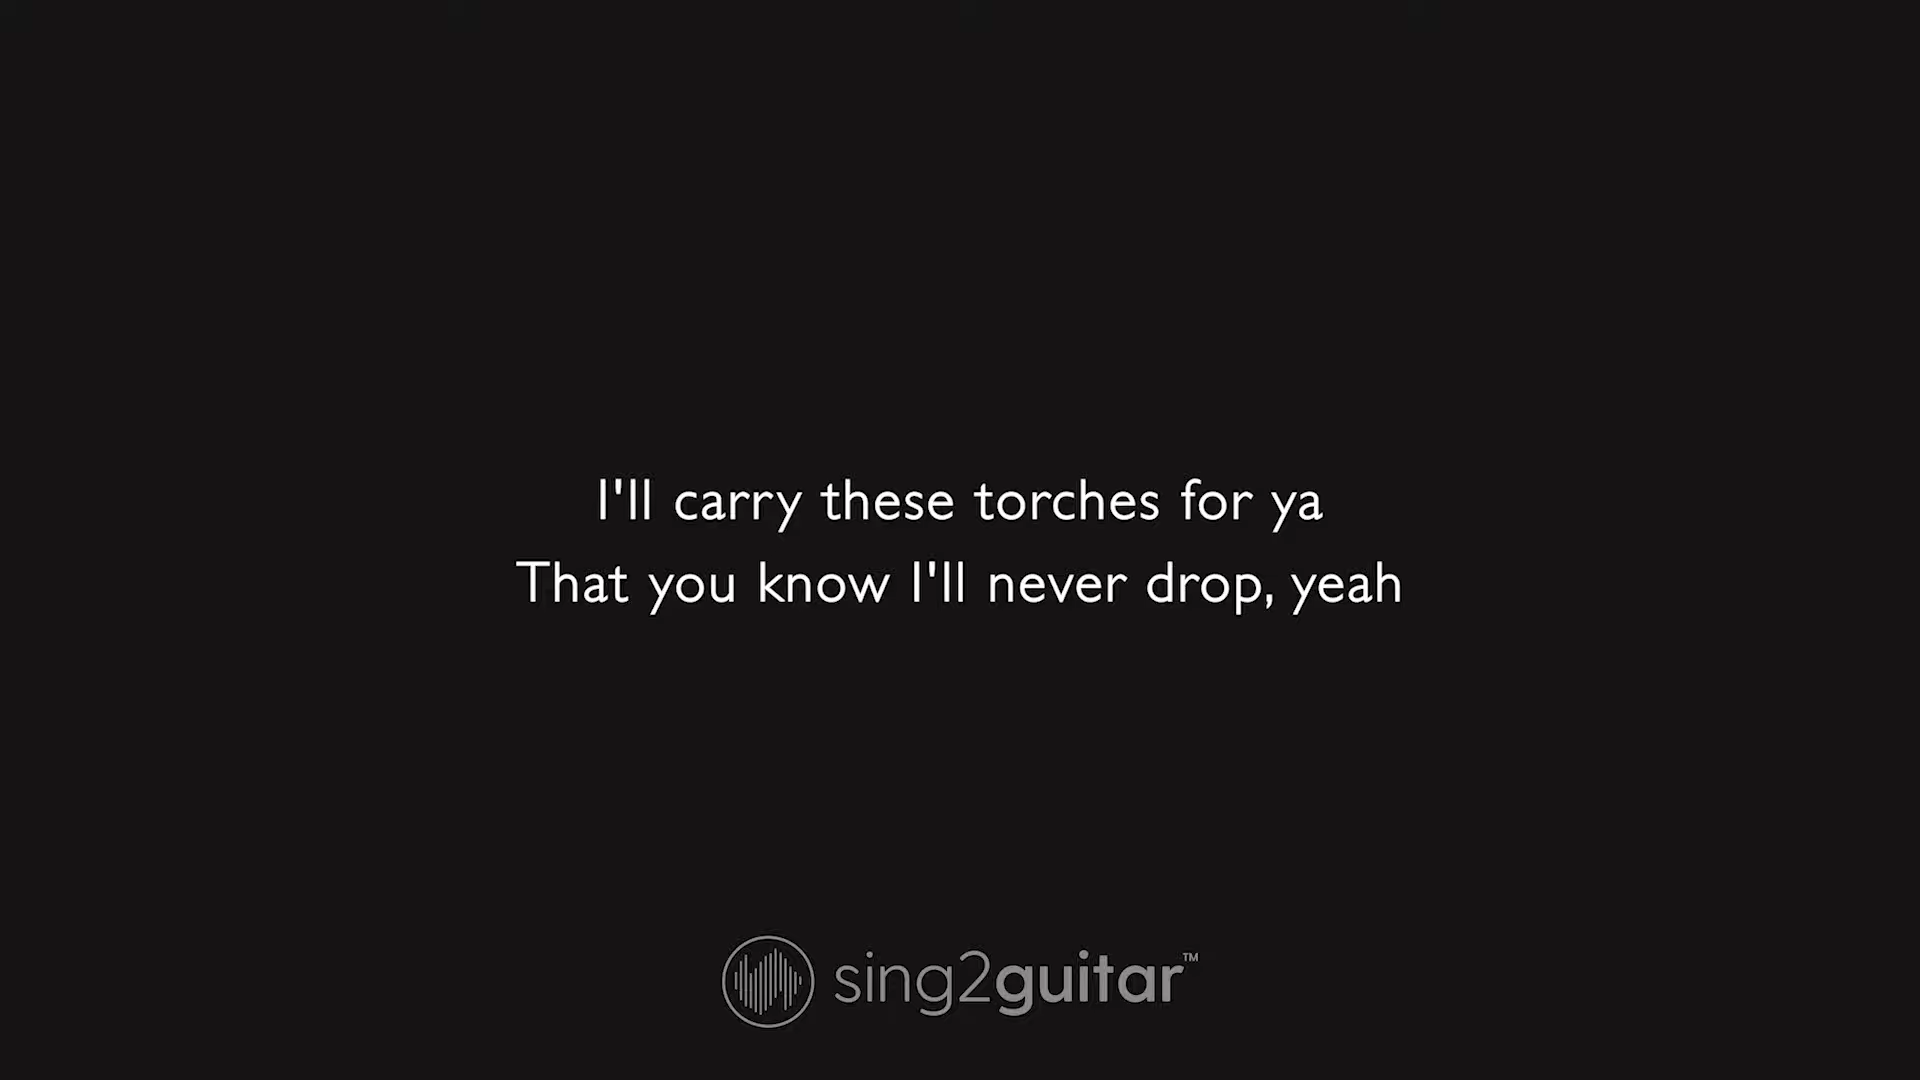 I'll carry these torches for ya
That you know I'll never drop, yeah
sing2guitar™